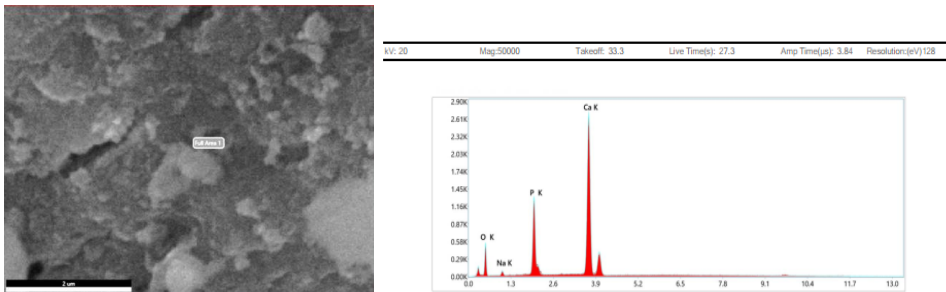 Full Area 1
2 um
kV: 20 Mag:50000 Takeoff: 33.3 Live Time(s): 27.3 Amp Time(µs): 3.84 Resolution:(eV)128
2.90K
2.61K
2.32K
2.03K
1.74K
1.45K
1.16K
0.87K
0.58K
0.29K
0.00K
Ca K
P K
O K
Na K
0.0 1.3 2.6 3.9 5.2 6.5 7.8 9.1 10.4 11.7 13.0